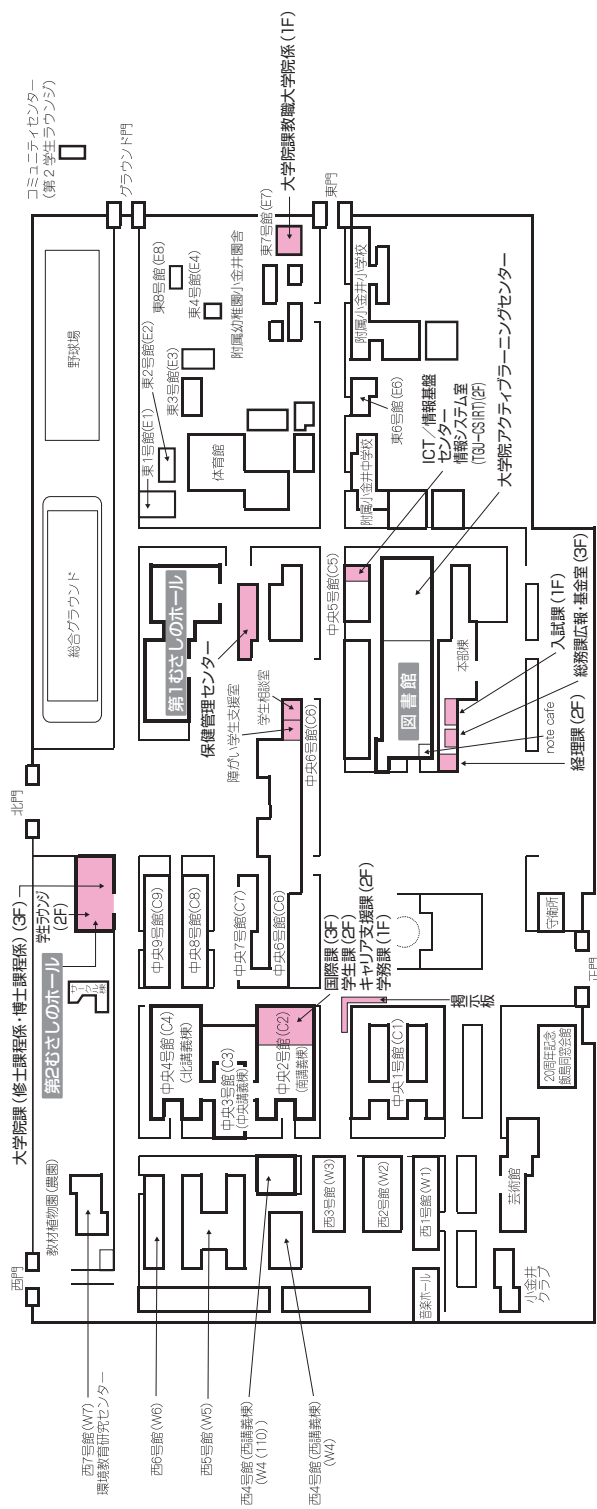 西門
教材植物園(農園)
大学院課(修士課程係・博士課程係)(3F)
学生ラウンジ
(2F)
第2むさしのホール
サークル棟
北門
総合グラウンド
野球場
コミュニティセンター
(第2学生ラウンジ)
グラウンド門
西7号館(W7)
環境教育研究センター
西6号館(W6)
西5号館(W5)
西4号館(西講義棟)
(W4(110))
西4号館(西講義棟)
W4
中央4号館(C4)
(北講義棟)
中央3号館(C3)
(中央講義棟)
中央2号館(C2)
(南講義棟)
国際課(3F)
学生課(2F)
キャリア支援課(2F)
学務課(1F)
中央9号館(C9)
中央8号館(C8)
中央7号館(C7)
中央6号館(C6)
第1むさしのホール
保健管理センター
障がい学生支援室
学生相談室
中央6号館(C6)
東1号館(E1)
東2号館(E2)
東3号館(E3)
東8号館(E8)
東4号館(E4)
体育館
附属幼稚園小金井園舎
東7号館(E7)
大学院課教職大学院係(1F)
東門
西3号館(W3)
西2号館(W2)
西1号館(W1)
音楽ホール
中央1号館(C1)
掲示板
中央5号館(C5)
図書館
本部棟
note cafe
経理課(2F)
総務課広報・基金室(3F)
入試課(1F)
附属小金井中学校
東6号館(E6)
附属小金井小学校
ICT/情報基盤
センター
情報システム室
(TGU-CSIRT)(2F)
大学院アクティブラーニングセンター
小金井
クラブ
芸術館
20周年記念
飯島同窓会館
守衛所
正門